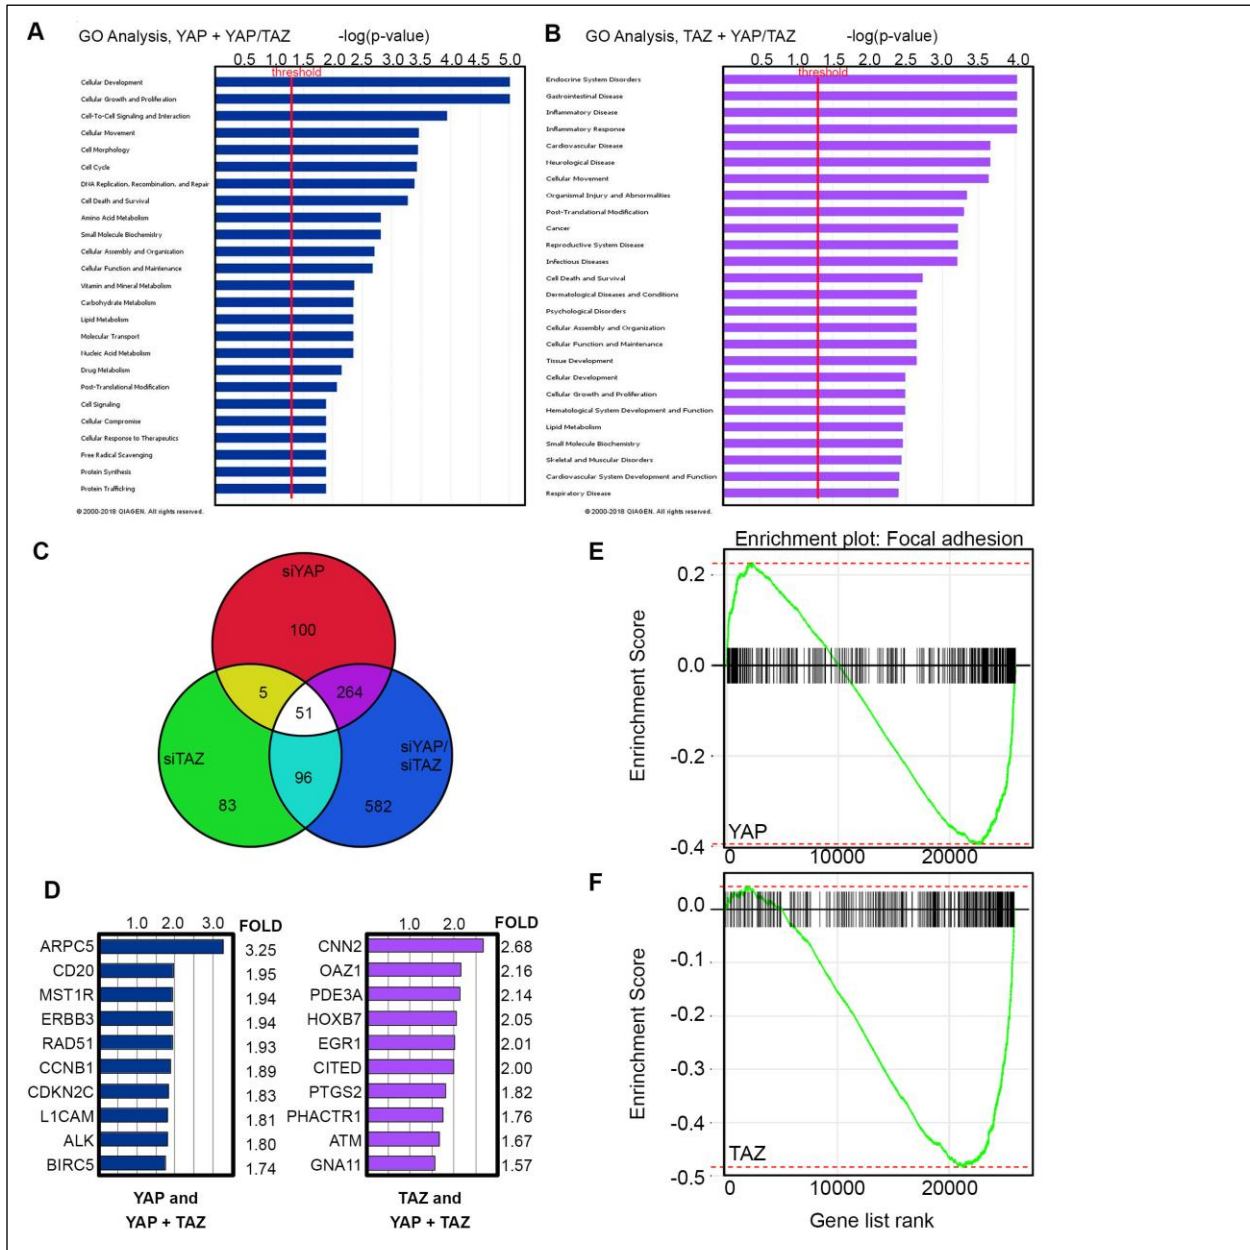 A
GO Analysis, YAP + YAP/TAZ -log(p-value)
0.5 1.0 1.5 2.0 2.5 3.0 3.5 4.0 4.5 5.0
threshold
Cellular Development
Cellular Growth and Proliferation
Cell-To-Cell Signaling and Interaction
Cellular Movement
Cell Morphology
Cell Cycle
DNA Replication, Recombination, and Repair
Cell Death and Survival
Amino Acid Metabolism
Small Molecule Biochemistry
Cellular Assembly and Organization
Cellular Function and Maintenance
Vitamin and Mineral Metabolism
Carbohydrate Metabolism
Lipid Metabolism
Molecular Transport
Nucleic Acid Metabolism
Drug Metabolism
Post-Translational Modification
Cell Signaling
Cellular Compromise
Cellular Response to Therapeutics
Free Radical Scavenging
Protein Synthesis
Protein Trafficking
© 2000-2018 QIAGEN. All rights reserved.
B
GO Analysis, TAZ + YAP/TAZ -log(p-value)
0.5 1.0 1.5 2.0 2.5 3.0 3.5 4.0
threshold
Endocrine System Disorders
Gastrointestinal Disease
Inflammatory Disease
Inflammatory Response
Cardiovascular Disease
Neurological Disease
Cellular Movement
Organismal Injury and Abnormalities
Post-Translational Modification
Cancer
Reproductive System Disease
Infectious Diseases
Cell Death and Survival
Dermatological Diseases and Conditions
Psychological Disorders
Cellular Assembly and Organization
Cellular Function and Maintenance
Tissue Development
Cellular Development
Cellular Growth and Proliferation
Hematological System Development and Function
Lipid Metabolism
Small Molecule Biochemistry
Skeletal and Muscular Disorders
Cardiovascular System Development and Function
Respiratory Disease
© 2000-2018 QIAGEN. All rights reserved.
C
siYAP
100
5
264
51
siTAZ
siYAP/
siTAZ
96
83
582
D
1.0 2.0 3.0 FOLD
ARPC5 3.25
CD20 1.95
MST1R 1.94
ERBB3 1.94
RAD51 1.93
CCNB1 1.89
CDKN2C 1.83
L1CAM 1.81
ALK 1.80
BIRC5 1.74
YAP and
YAP + TAZ
1.0 2.0 FOLD
CNN2 2.68
OAZ1 2.16
PDE3A 2.14
HOXB7 2.05
EGR1 2.01
CITED 2.00
PTGS2 1.82
PHACTR1 1.76
ATM 1.67
GNA11 1.57
TAZ and
YAP + TAZ
E
Enrichment plot: Focal adhesion
Enrinchment Score
0.2
0.0
-0.2
-0.4
YAP
0 10000 20000
F
Enrinchment Score
0.0
-0.1
-0.2
-0.3
-0.4
-0.5
TAZ
0 10000 20000
Gene list rank